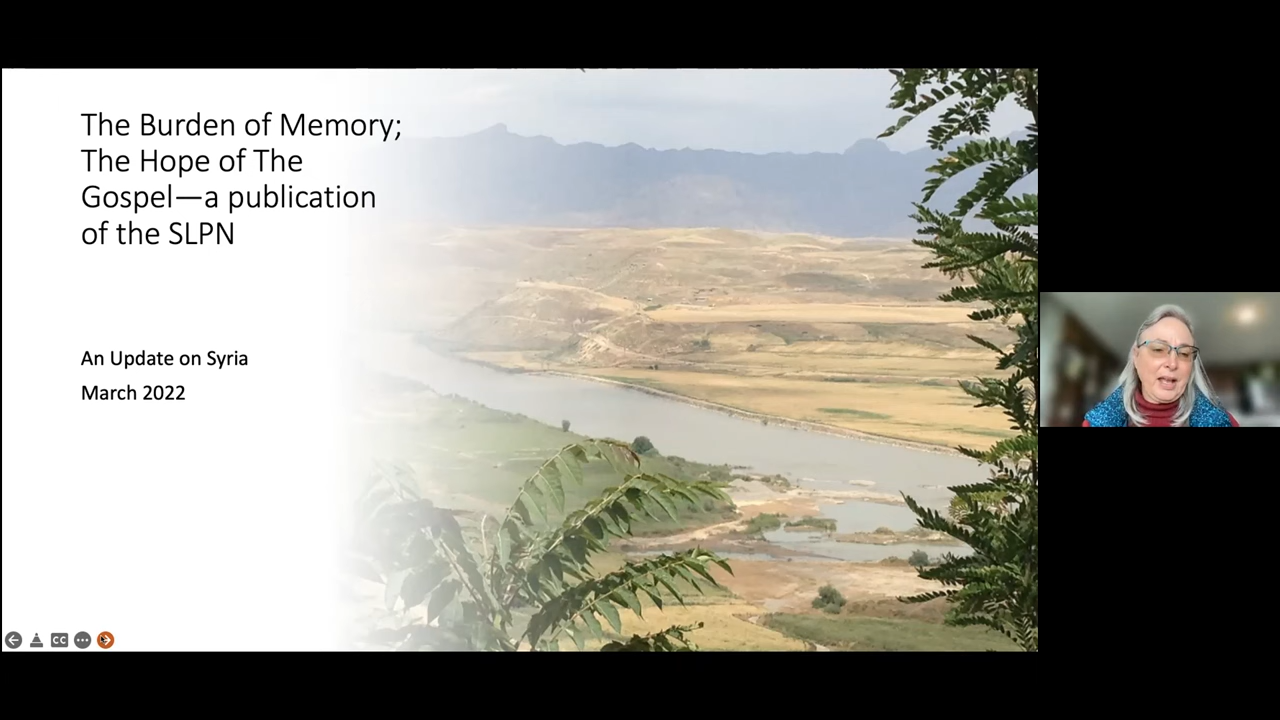 The Burden of Memory;
The Hope of The
Gospel—a publication
of the SLPN
An Update on Syria
March 2022
CC